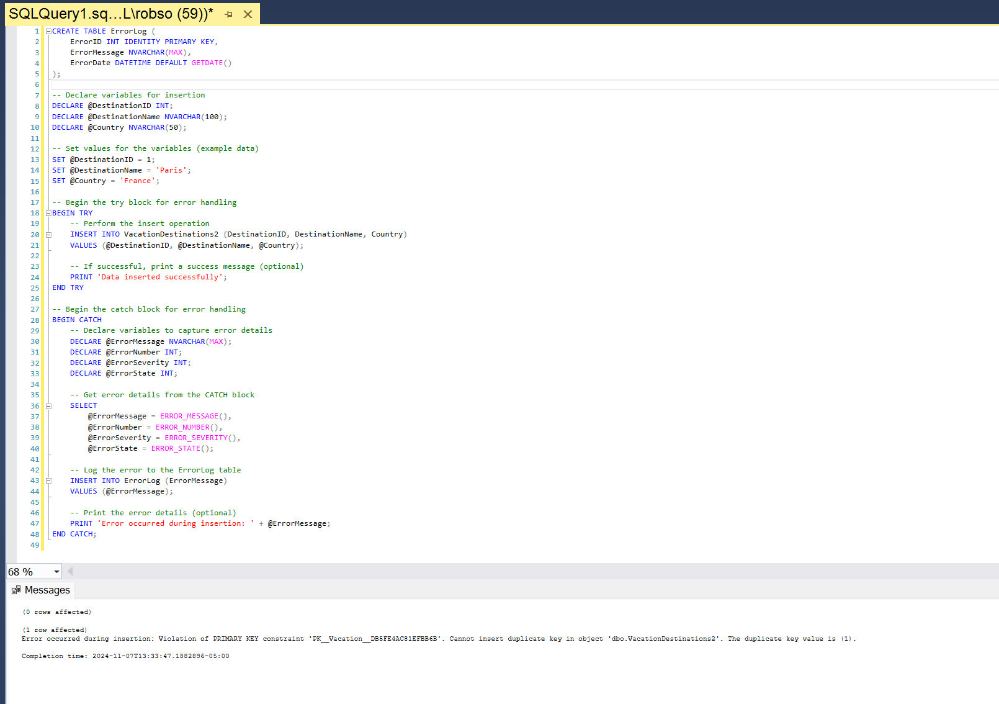 SQLQuery1.sq...L\robso (59))*
1 CREATE TABLE ErrorLog (
2     ErrorID INT IDENTITY PRIMARY KEY,
3     ErrorMessage NVARCHAR(MAX),
4     ErrorDate DATETIME DEFAULT GETDATE()
5 );
6
7 -- Declare variables for insertion
8 DECLARE @DestinationID INT;
9 DECLARE @DestinationName NVARCHAR(100);
10 DECLARE @Country NVARCHAR(50);
11
12 -- Set values for the variables (example data)
13 SET @DestinationID = 1;
14 SET @DestinationName = 'Paris';
15 SET @Country = 'France';
16
17 -- Begin the try block for error handling
18 BEGIN TRY
19     -- Perform the insert operation
20     INSERT INTO VacationDestinations2 (DestinationID, DestinationName, Country)
21     VALUES (@DestinationID, @DestinationName, @Country);
22
23     -- If successful, print a success message (optional)
24     PRINT 'Data inserted successfully';
25 END TRY
26
27 -- Begin the catch block for error handling
28 BEGIN CATCH
29     -- Declare variables to capture error details
30     DECLARE @ErrorMessage NVARCHAR(MAX);
31     DECLARE @ErrorNumber INT;
32     DECLARE @ErrorSeverity INT;
33     DECLARE @ErrorState INT;
34
35     -- Get error details from the CATCH block
36     SELECT
37         @ErrorMessage = ERROR_MESSAGE(),
38         @ErrorNumber = ERROR_NUMBER(),
39         @ErrorSeverity = ERROR_SEVERITY(),
40         @ErrorState = ERROR_STATE();
41
42     -- Log the error to the ErrorLog table
43     INSERT INTO ErrorLog (ErrorMessage)
44     VALUES (@ErrorMessage);
45
46     -- Print the error details (optional)
47     PRINT 'Error occurred during insertion: ' + @ErrorMessage;
48 END CATCH;
49
68 %
Messages
(0 rows affected)
(1 row affected)
Error occurred during insertion: Violation of PRIMARY KEY constraint 'PK__Vacation__DB5FE4AC81EFBB6B'. Cannot insert duplicate key in object 'dbo.VacationDestinations2'. The duplicate key value is (1).
Completion time: 2024-11-07T13:33:47.1882896-05:00